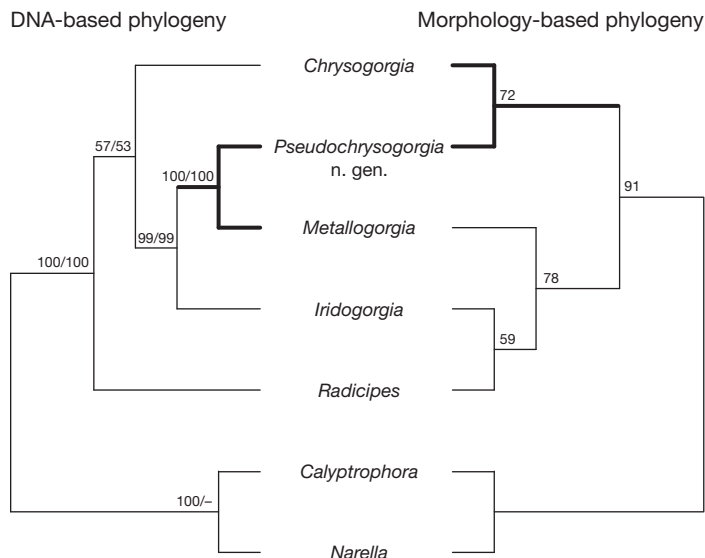 DNA-based phylogeny
Morphology-based phylogeny
Chrysogorgia
72
57/53
Pseudochrysogorgia
n. gen.
100/100
91
Metallogorgia
99/99
100/100
78
Iridogorgia
59
Radicipes
Calyptrophora
100/–
Narella